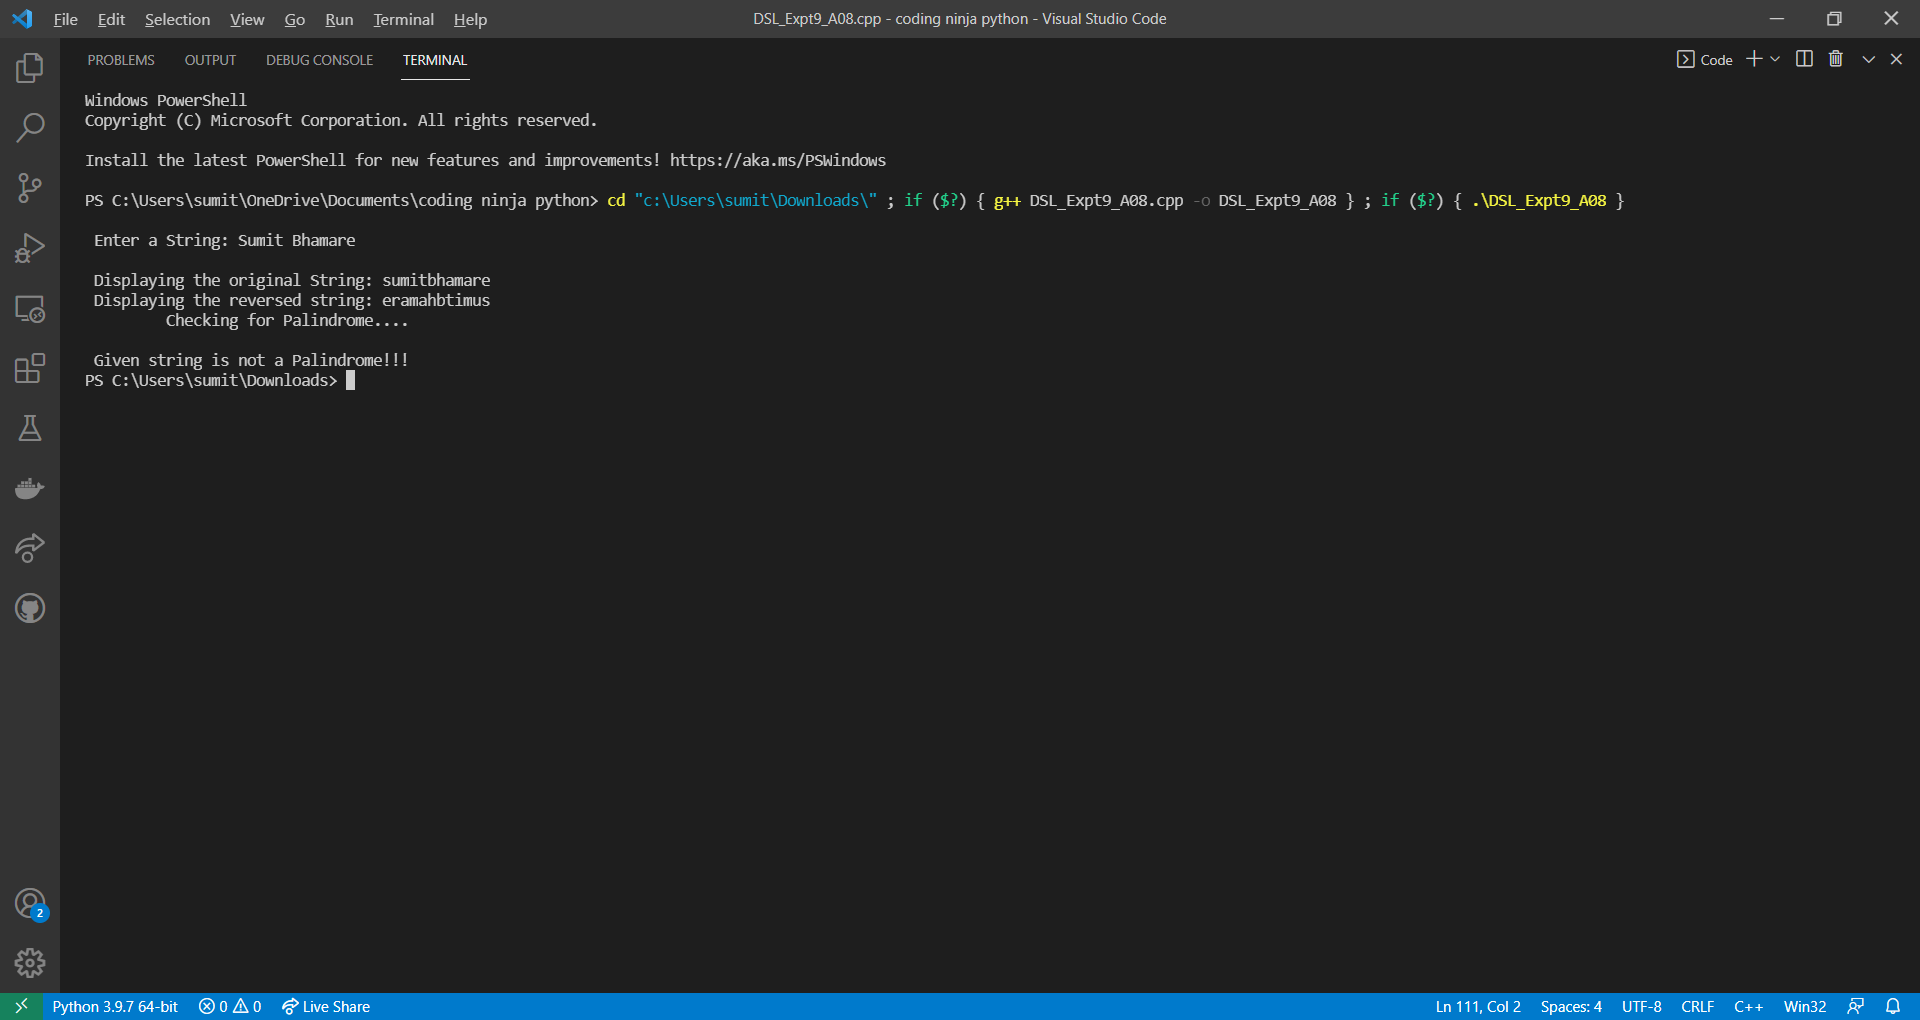 File Edit Selection View Go Run Terminal Help DSL_Expt9_A08.cpp - coding ninja python - Visual Studio Code
PROBLEMS OUTPUT DEBUG CONSOLE TERMINAL Code
Windows PowerShell
Copyright (C) Microsoft Corporation. All rights reserved.
Install the latest PowerShell for new features and improvements! https://aka.ms/PSWindows
PS C:\Users\sumit\OneDrive\Documents\coding ninja python> cd "c:\Users\sumit\Downloads\" ; if ($?) { g++ DSL_Expt9_A08.cpp -o DSL_Expt9_A08 } ; if ($?) { .\DSL_Expt9_A08 }
Enter a String: Sumit Bhamare
Displaying the original String: sumitbhamare
Displaying the reversed string: eramahbtimus
Checking for Palindrome....
Given string is not a Palindrome!!!
PS C:\Users\sumit\Downloads>
2
Python 3.9.7 64-bit 0 0 Live Share Ln 111, Col 2 Spaces: 4 UTF-8 CRLF C++ Win32